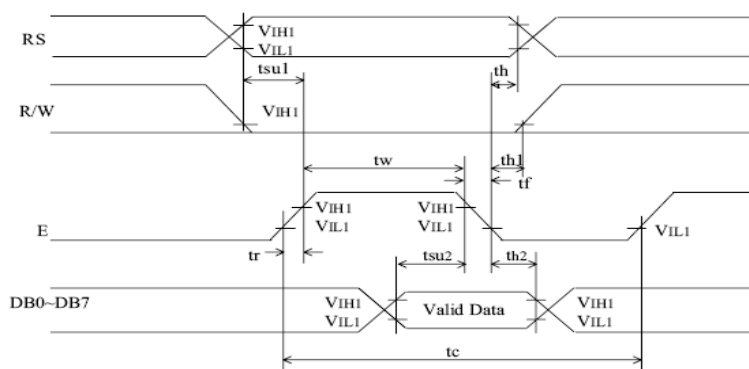 RS
VIH1
VIL1
tsu1
th
R/W
VIH1
tw
th1
tf
E
VIH1
VIL1
VIH1
VIL1
VIL1
tr
tsu2
th2
DB0~DB7
VIH1
VIL1
Valid Data
VIH1
VIL1
tc